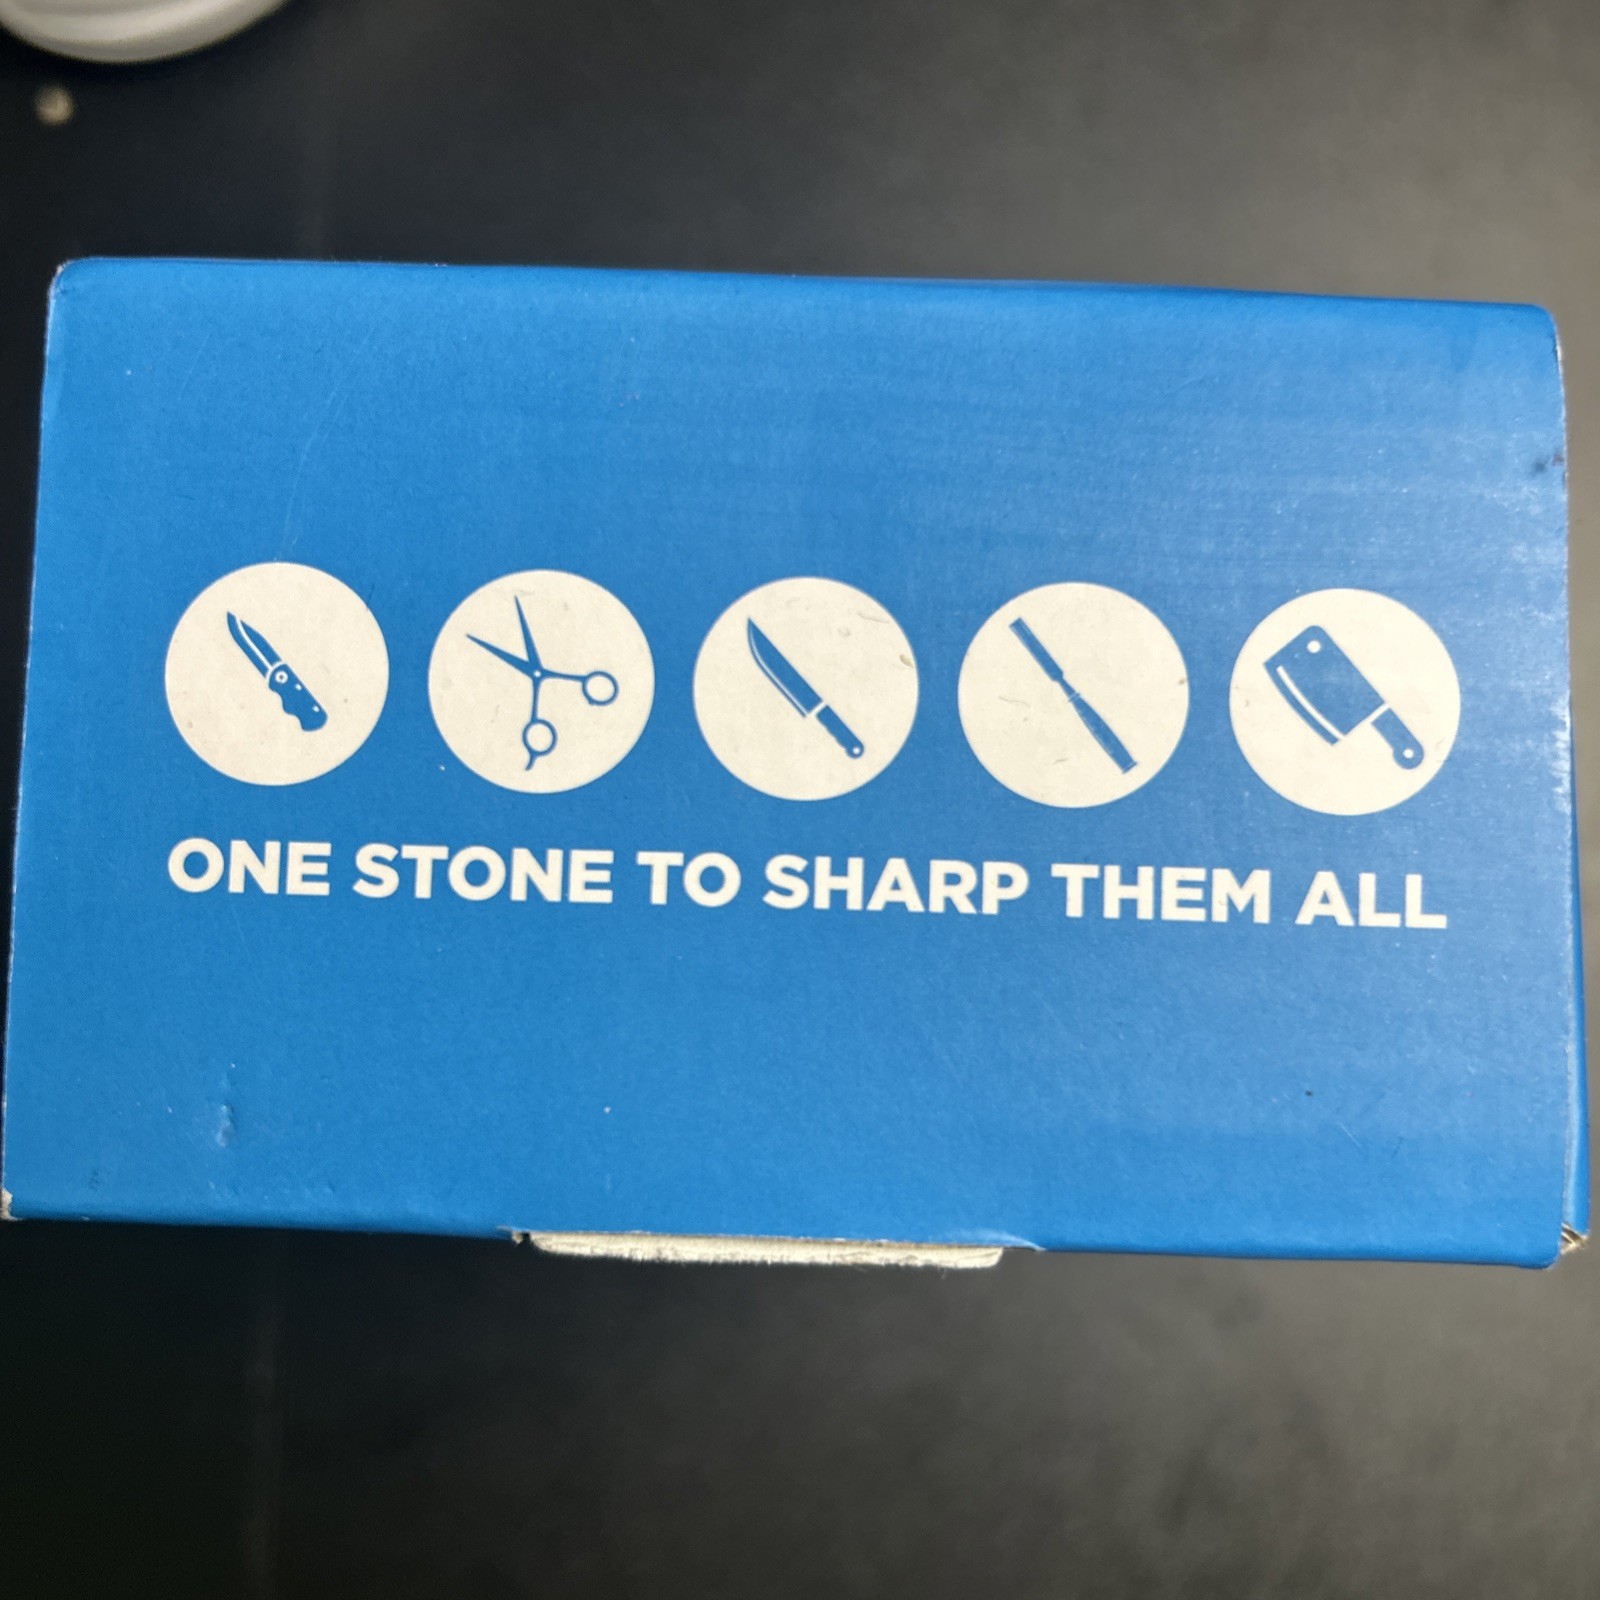 ONE STONE TO SHARP THEM ALL